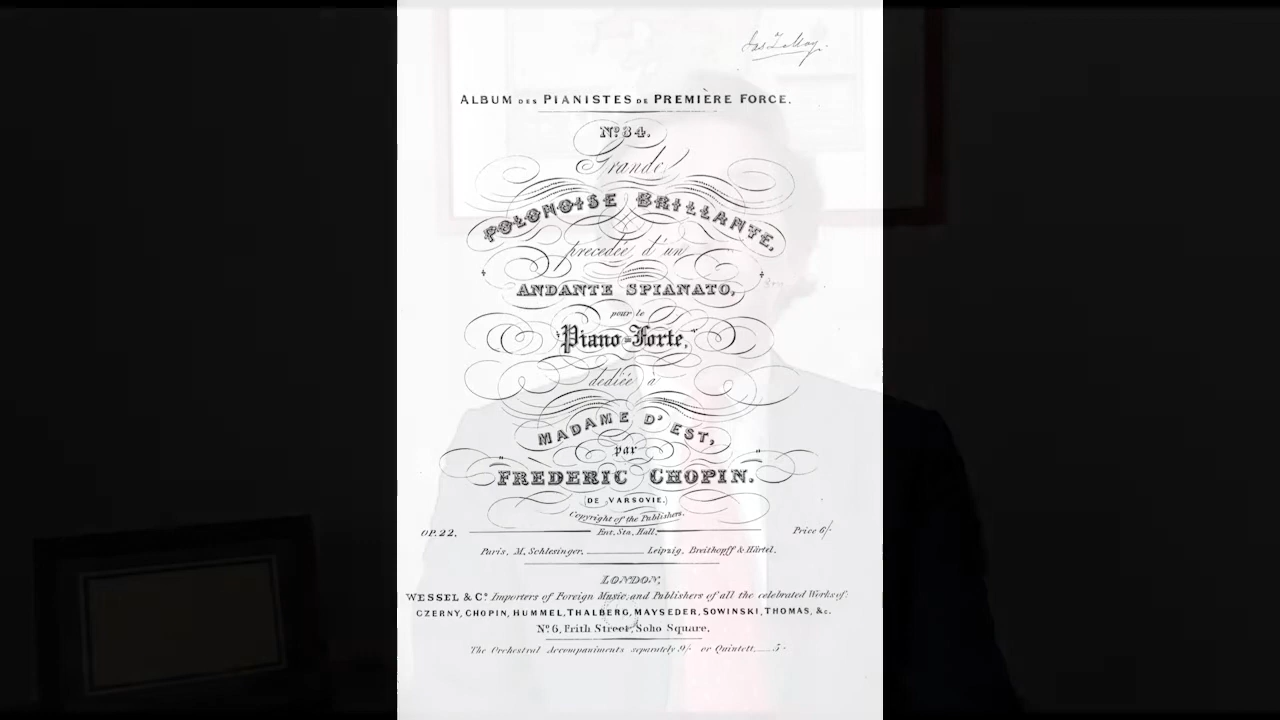 ALBUM DES PIANISTES DE PREMIÈRE FORCE.
Nº 84.
Grande
POLONOISE BRILLANTE,
precedée d'un
ANDANTE SPIANATO,
pour le
"Piano=Forte,"
dediée à
MADAME D'EST,
par
"FREDERIC CHOPIN."
(DE VARSOVIE.)
Copyright of the Publishers.
OP. 22. Ent. Sta. Hall. Price 6/-
Paris, M. Schlesinger. Leipzig, Breithopff & Härtel.
LONDON,
WESSEL & Cº Importers of Foreign Music, and Publishers of all the celebrated Works of
CZERNY, CHOPIN, HUMMEL, THALBERG, MAYSEDER, SOWINSKI, THOMAS, &c.
Nº 6, Frith Street, Soho Square.
The Orchestral Accompaniments separately 9/- or Quintett, 5-